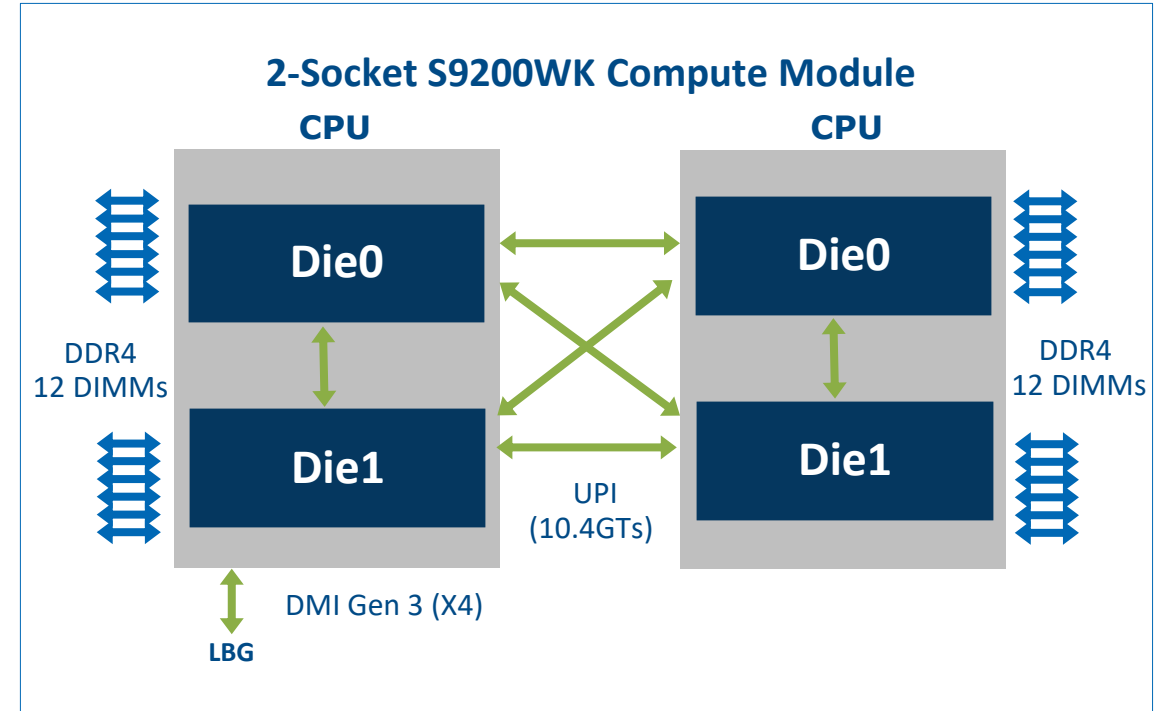 2-Socket S9200WK Compute Module
CPU
CPU
Die0
Die0
DDR4
12 DIMMs
DDR4
12 DIMMs
Die1
Die1
UPI
(10.4GTs)
DMI Gen 3 (X4)
LBG